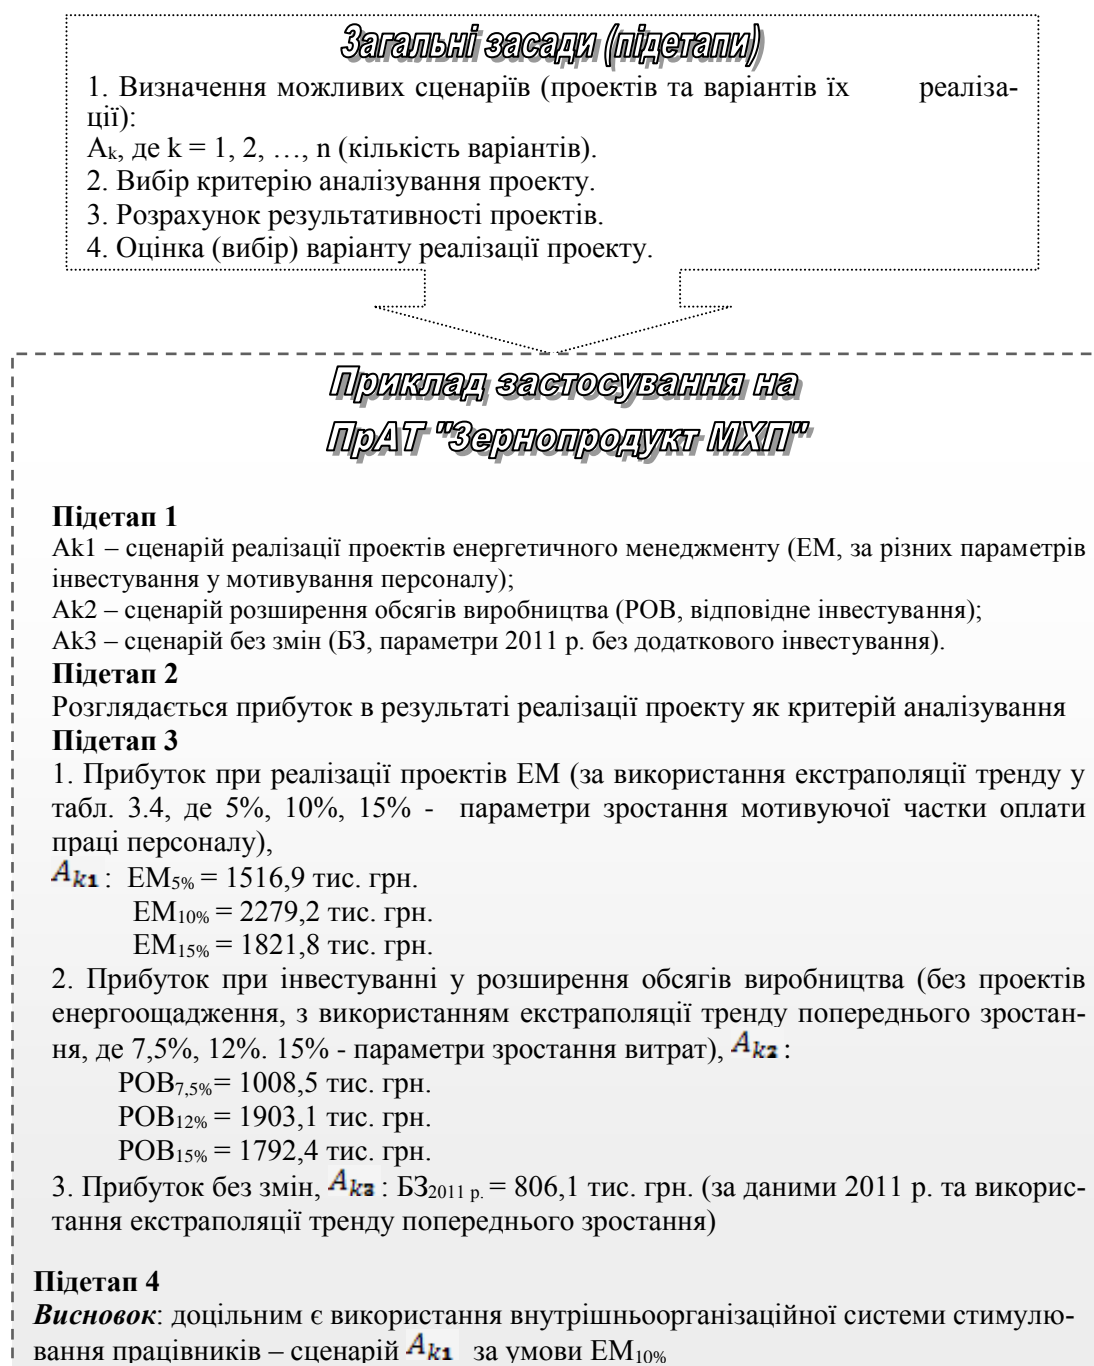 Загальні засади (підетапи)
1. Визначення можливих сценаріїв (проектів та варіантів їх реаліза-
ції):
Ak, де k = 1, 2, …, n (кількість варіантів).
2. Вибір критерію аналізування проекту.
3. Розрахунок результативності проектів.
4. Оцінка (вибір) варіанту реалізації проекту.
Приклад застосування на
ПрАТ "Зернопродукт МХП"
Підетап 1
Ak1 – сценарій реалізації проектів енергетичного менеджменту (ЕМ, за різних параметрів
інвестування у мотивування персоналу);
Ak2 – сценарій розширення обсягів виробництва (РОВ, відповідне інвестування);
Ak3 – сценарій без змін (БЗ, параметри 2011 р. без додаткового інвестування).
Підетап 2
Розглядається прибуток в результаті реалізації проекту як критерій аналізування
Підетап 3
1. Прибуток при реалізації проектів ЕМ (за використання екстраполяції тренду у
табл. 3.4, де 5%, 10%, 15% - параметри зростання мотивуючої частки оплати
праці персоналу),
Ak1 : ЕМ5% = 1516,9 тис. грн.
ЕМ10% = 2279,2 тис. грн.
ЕМ15% = 1821,8 тис. грн.
2. Прибуток при інвестуванні у розширення обсягів виробництва (без проектів
енергоощадження, з використанням екстраполяції тренду попереднього зростан-
ня, де 7,5%, 12%. 15% - параметри зростання витрат), Ak2 :
РОВ7,5%= 1008,5 тис. грн.
РОВ12% = 1903,1 тис. грн.
РОВ15% = 1792,4 тис. грн.
3. Прибуток без змін, Ak3 : БЗ2011 р. = 806,1 тис. грн. (за даними 2011 р. та викорис-
тання екстраполяції тренду попереднього зростання)
Підетап 4
Висновок: доцільним є використання внутрішньоорганізаційної системи стимулю-
вання працівників – сценарій Ak1 за умови ЕМ10%